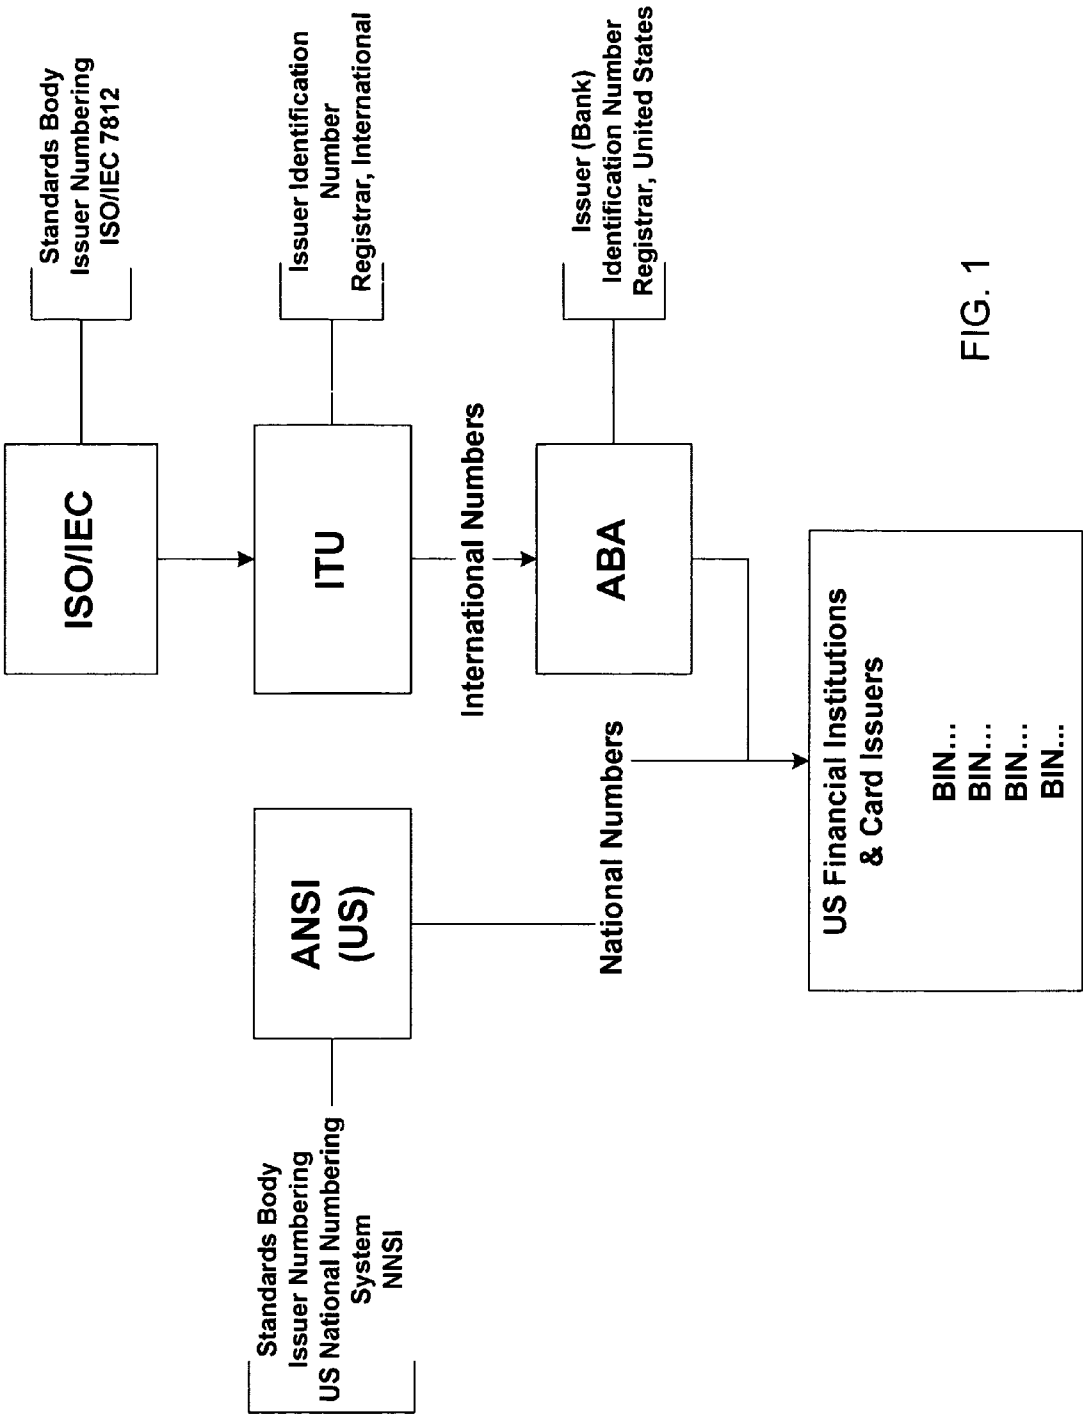 ISO/IEC
Standards Body
Issuer Numbering
ISO/IEC 7812
Standards Body
Issuer Numbering
US National Numbering
System
NNSI
ANSI
(US)
ITU
Issuer Identification
Number
Registrar, International
International Numbers
National Numbers
ABA
Issuer (Bank)
Identification Number
Registrar, United States
US Financial Institutions
& Card Issuers
BIN...
BIN...
BIN...
BIN...
FIG. 1